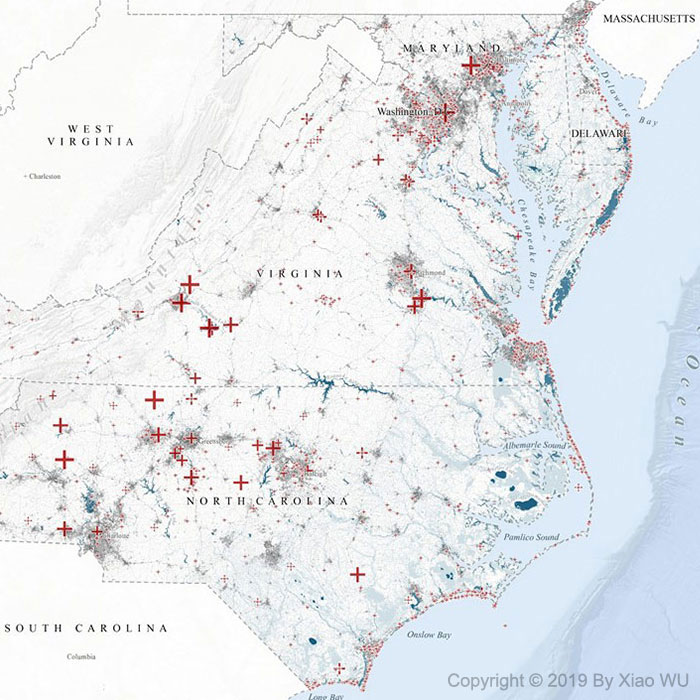 MASSACHUSETTS
MARYLAND
Delaware Bay
Washington, D
DELAWARE
WEST
VIRGINIA
Charleston
Chesapeake Bay
VIRGINIA
Richmond
Ocean
Albemarle Sound
NORTH CAROLINA
Pamlico Sound
SOUTH CAROLINA
Onslow Bay
Columbia
Long Bay
Copyright © 2019 By Xiao WU